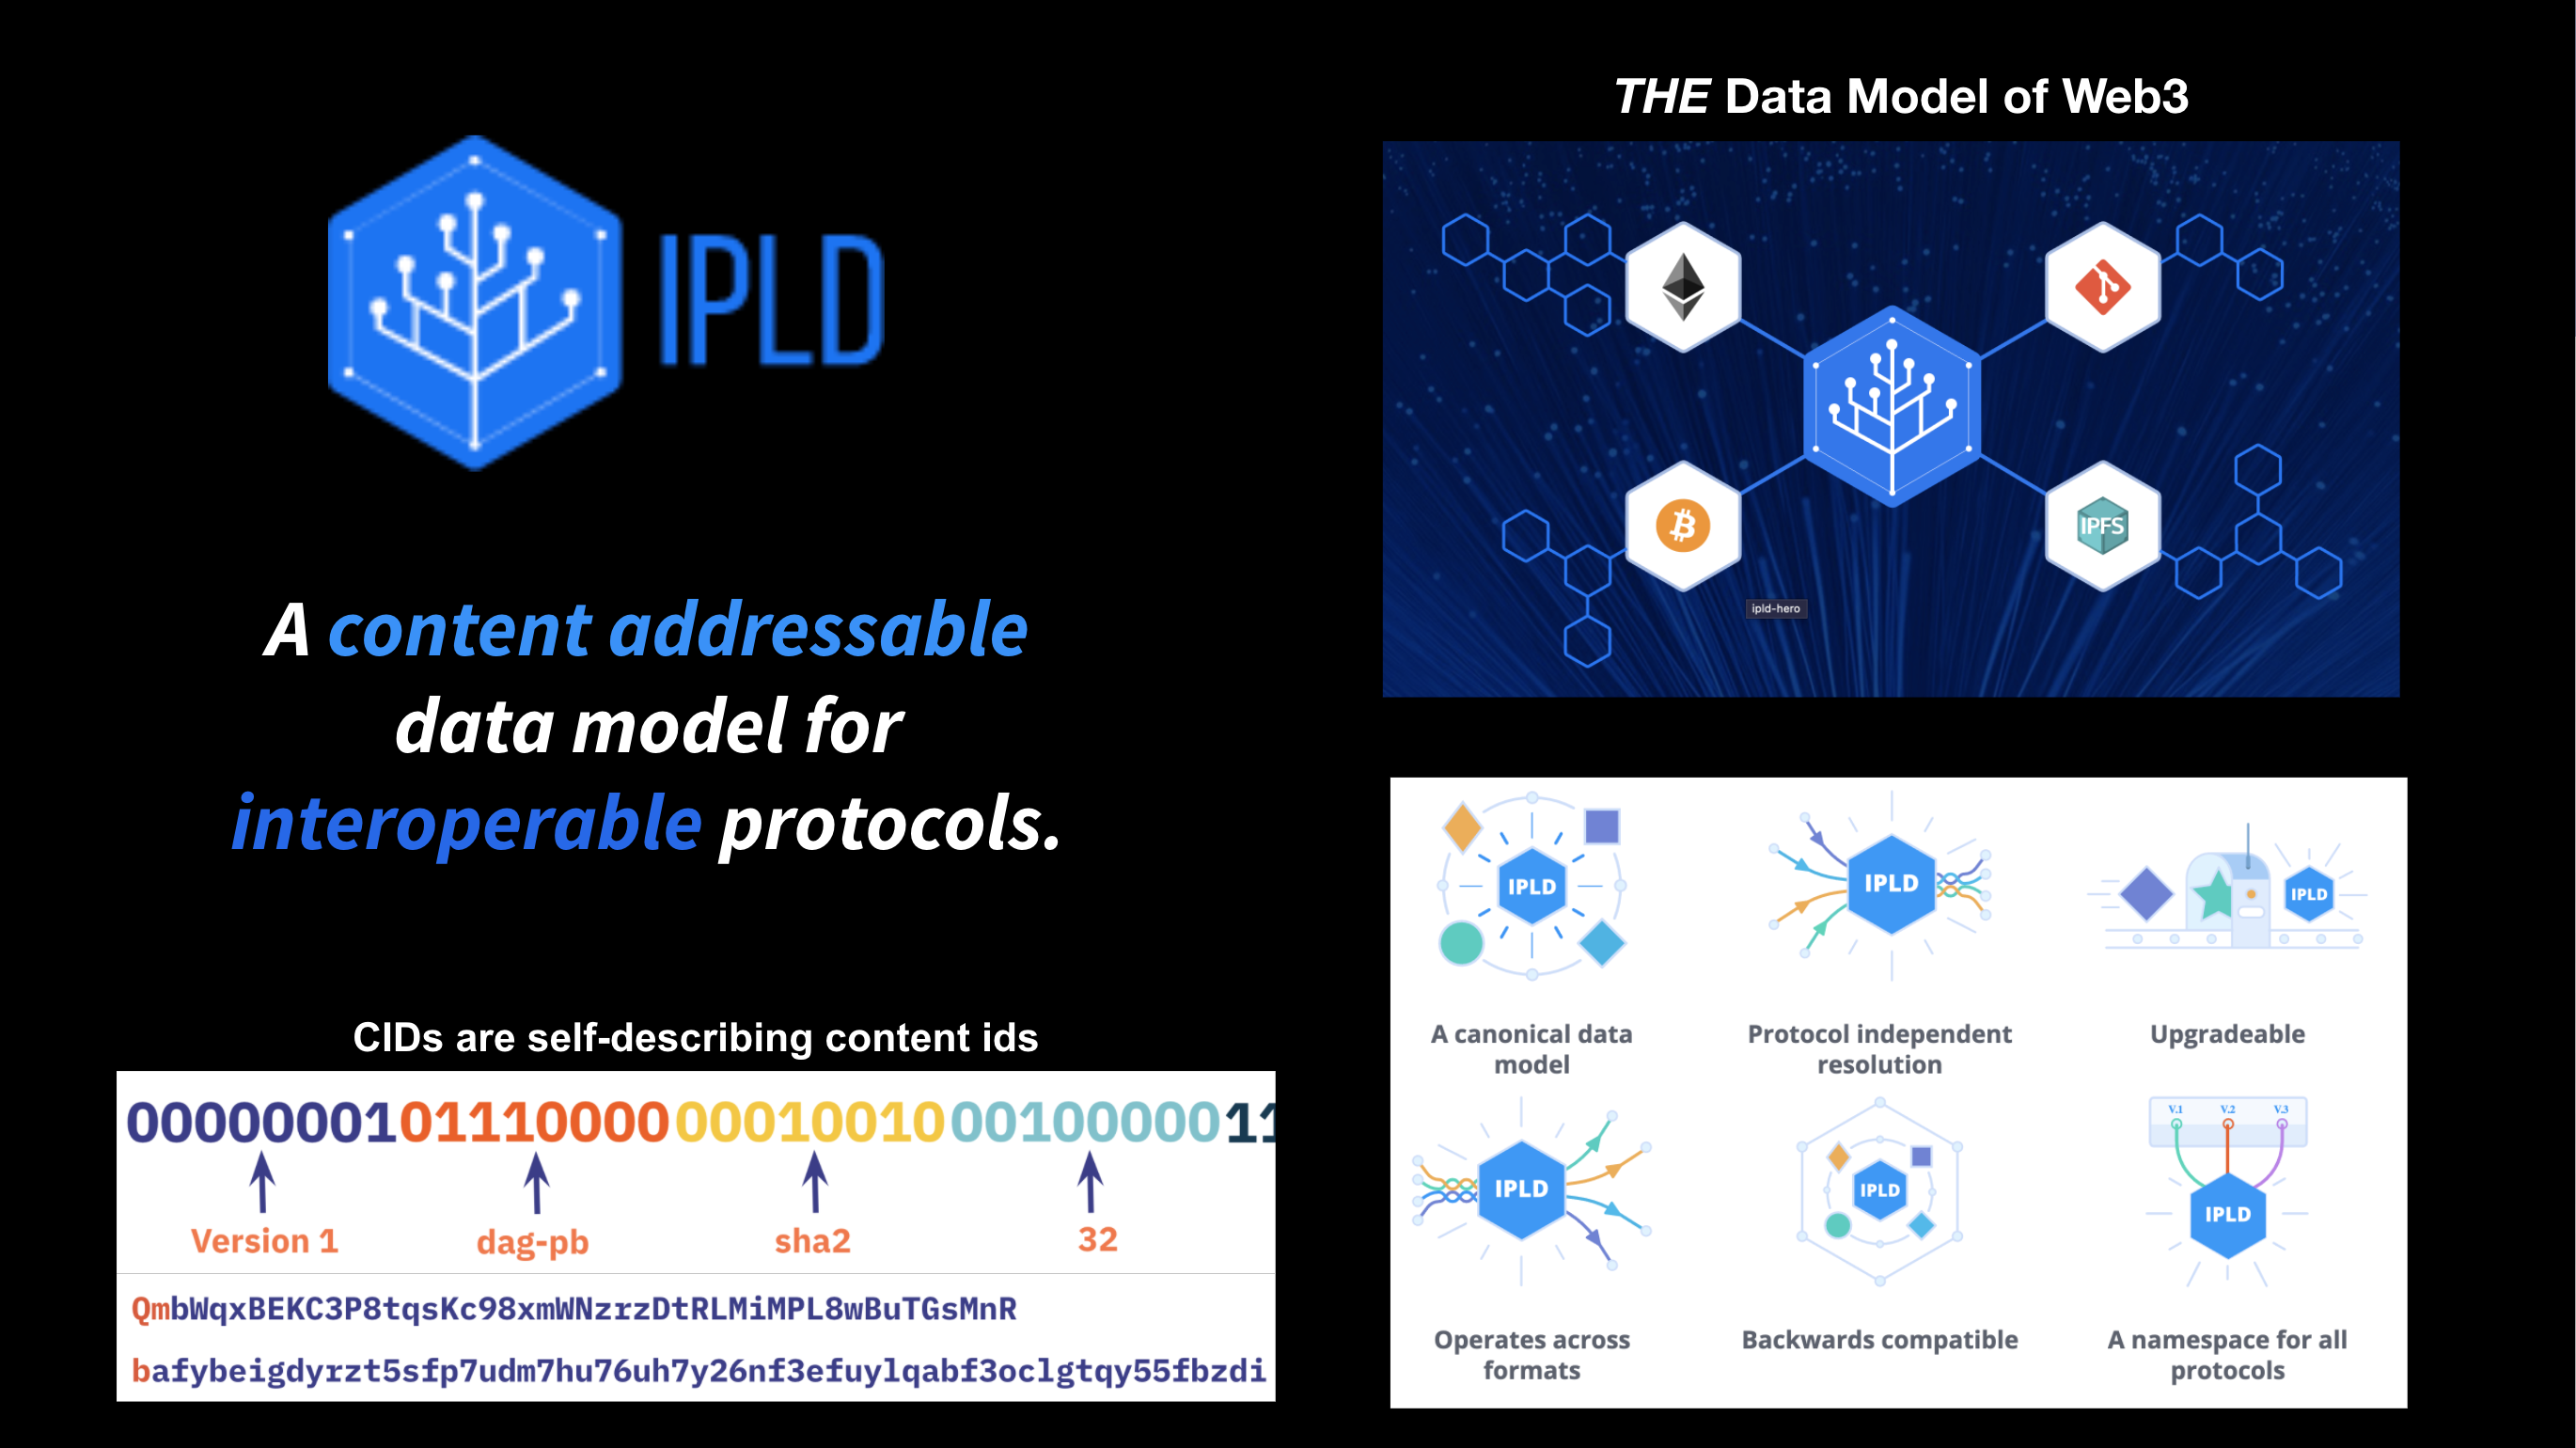 IPLD
A content addressable
data model for
interoperable protocols.
CIDs are self-describing content ids
0000000101110000000100100010000011
Version 1
dag-pb
sha2
32
QmbWqxBEKC3P8tqsKc98xmWNzrzDtRLMiMPL8wBuTGsMnR
bafybeigdyrzt5sfp7udm7hu76uh7y26nf3efuylqabf3oclgtqy55fbzdi
THE Data Model of Web3
IPFS
ipld-hero
IPLD
IPLD
IPLD
A canonical data
model
Protocol independent
resolution
Upgradeable
IPLD
IPLD
V.1
V.2
V.3
IPLD
Operates across
formats
Backwards compatible
A namespace for all
protocols